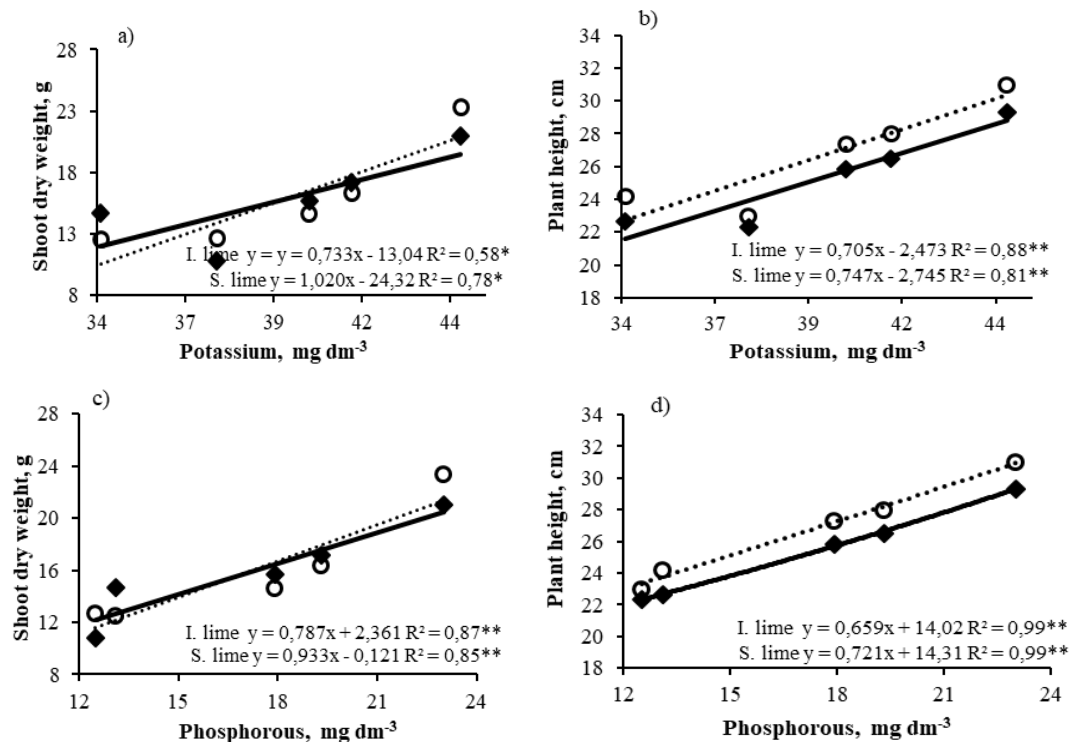 a)
Shoot dry weight, g
28
23
18
13
8
I. lime y = y = 0,733x - 13,04 R² = 0,58*
S. lime y = 1,020x - 24,32 R² = 0,78*
34 37 39 42 44
Potassium, mg dm-3
b)
Plant height, cm
34
32
30
28
26
24
22
20
18
I. lime y = 0,705x - 2,473 R² = 0,88**
S. lime y = 0,747x - 2,745 R² = 0,81**
34 37 39 42 44
Potassium, mg dm-3
c)
Shoot dry weight, g
28
24
20
16
12
8
I. lime y = 0,787x + 2,361 R² = 0,87**
S. lime y = 0,933x - 0,121 R² = 0,85**
12 15 18 21 24
Phosphorous, mg dm-3
d)
Plant height, cm
34
32
30
28
26
24
22
20
18
I. lime y = 0,659x + 14,02 R² = 0,99**
S. lime y = 0,721x + 14,31 R² = 0,99**
12 15 18 21 24
Phosphorous, mg dm-3